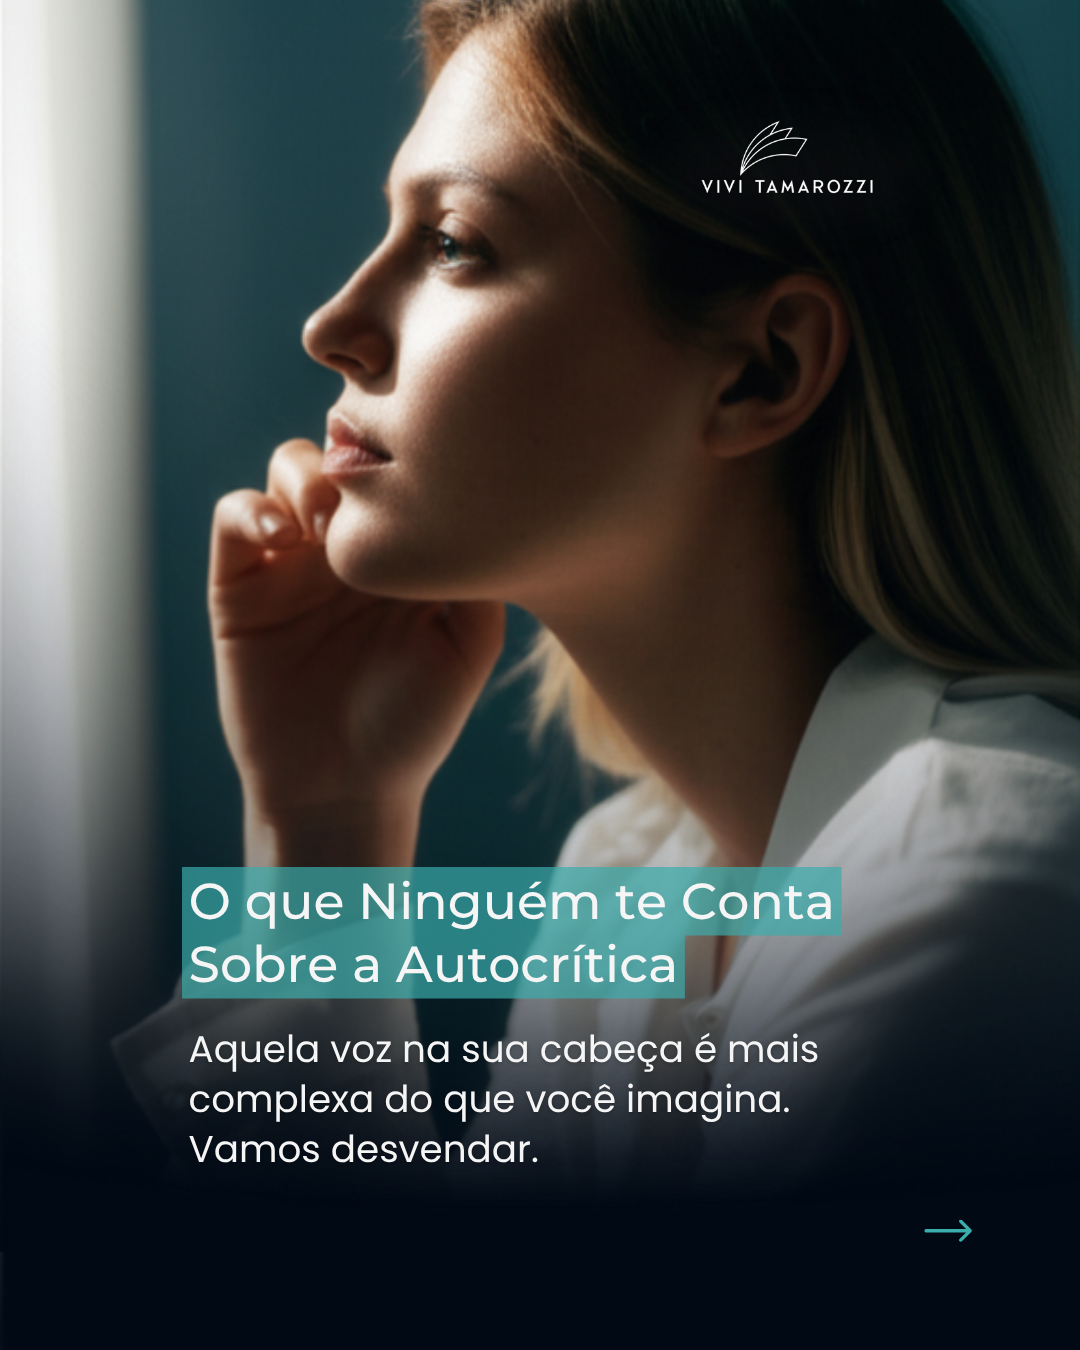 VIVI TAMAROZZI
O que Ninguém te Conta
Sobre a Autocrítica
Aquela voz na sua cabeça é mais
complexa do que você imagina.
Vamos desvendar.